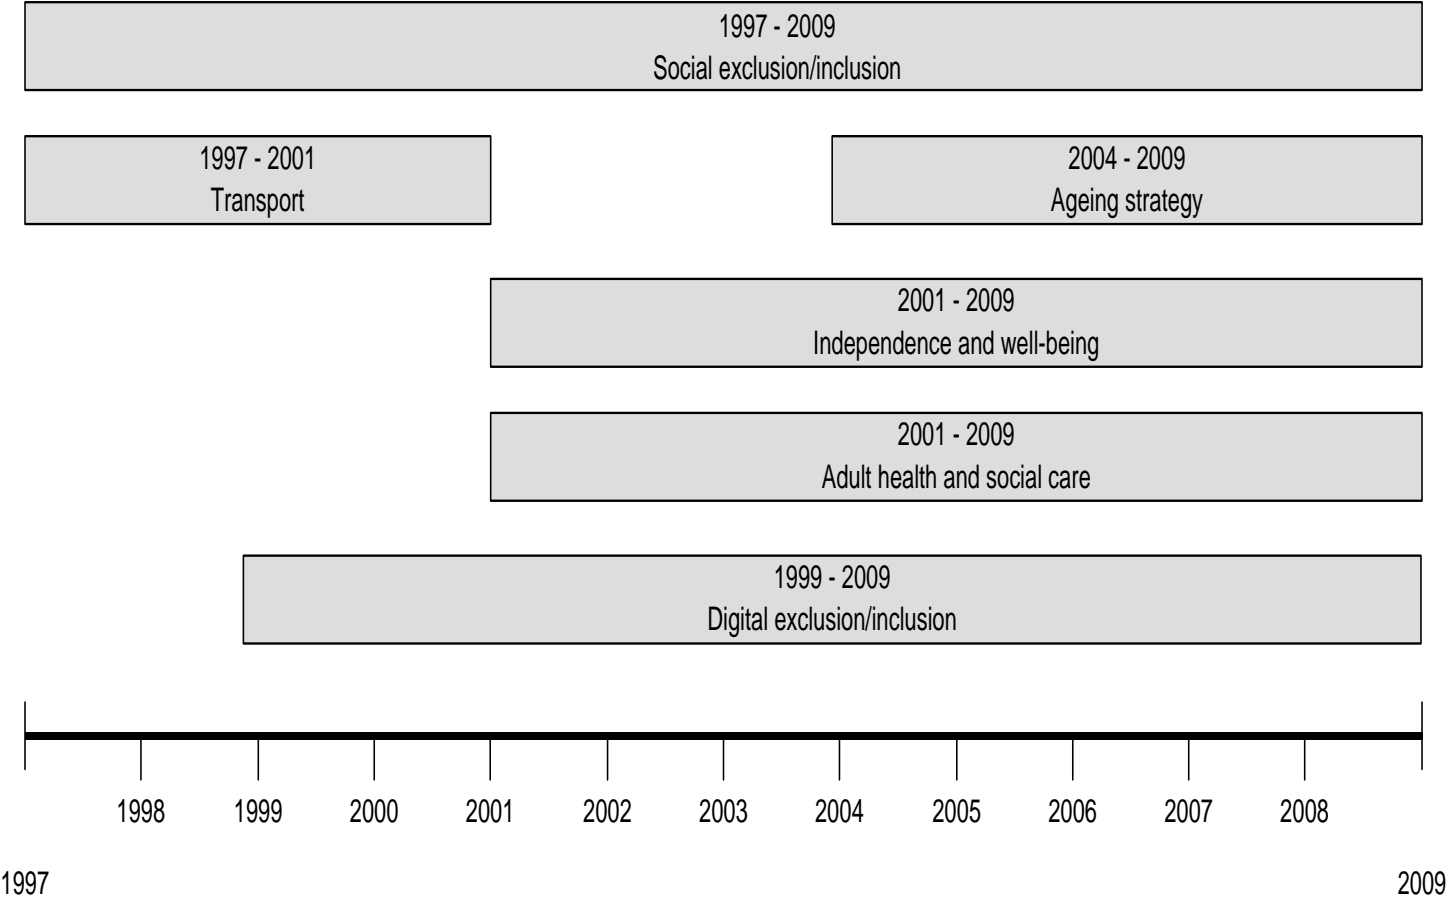 1997 - 2009
Social exclusion/inclusion
1997 - 2001
Transport
2004 - 2009
Ageing strategy
2001 - 2009
Independence and well-being
2001 - 2009
Adult health and social care
1999 - 2009
Digital exclusion/inclusion
1998 1999 2000 2001 2002 2003 2004 2005 2006 2007 2008
1997 2009